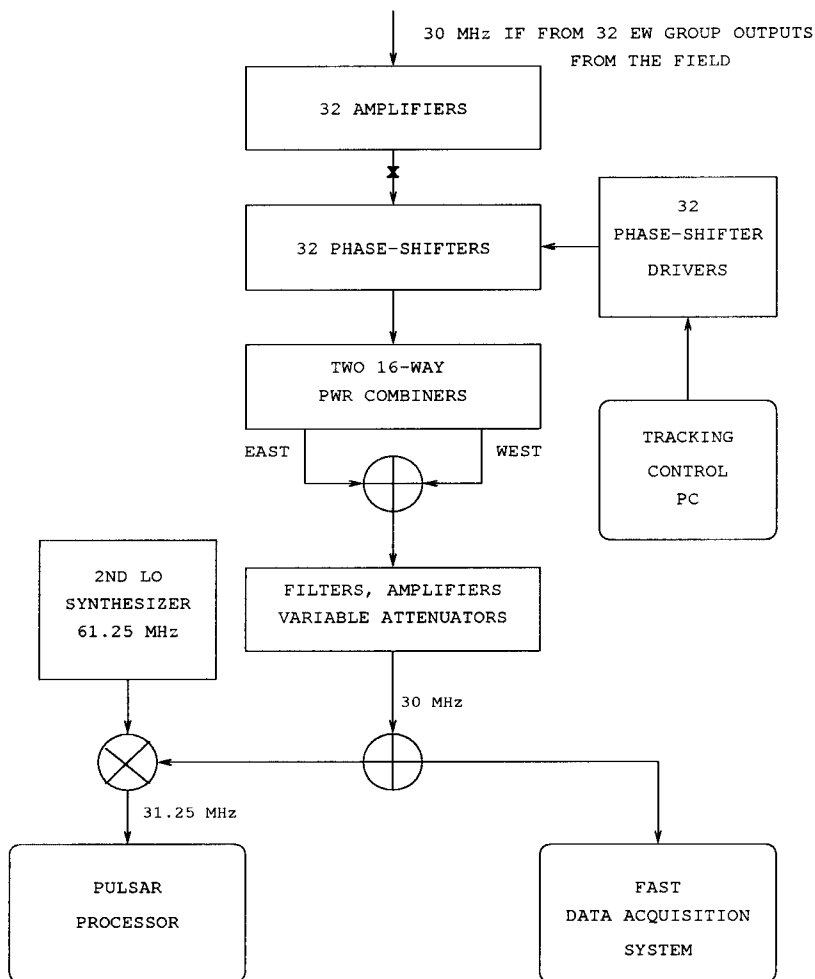 30 MHz IF FROM 32 EW GROUP OUTPUTS
FROM THE FIELD
32 AMPLIFIERS
32 PHASE-SHIFTERS
32
PHASE-SHIFTER
DRIVERS
TWO 16-WAY
PWR COMBINERS
EAST
WEST
TRACKING
CONTROL
PC
2ND LO
SYNTHESIZER
61.25 MHz
FILTERS, AMPLIFIERS
VARIABLE ATTENUATORS
30 MHz
31.25 MHz
PULSAR
PROCESSOR
FAST
DATA ACQUISITION
SYSTEM